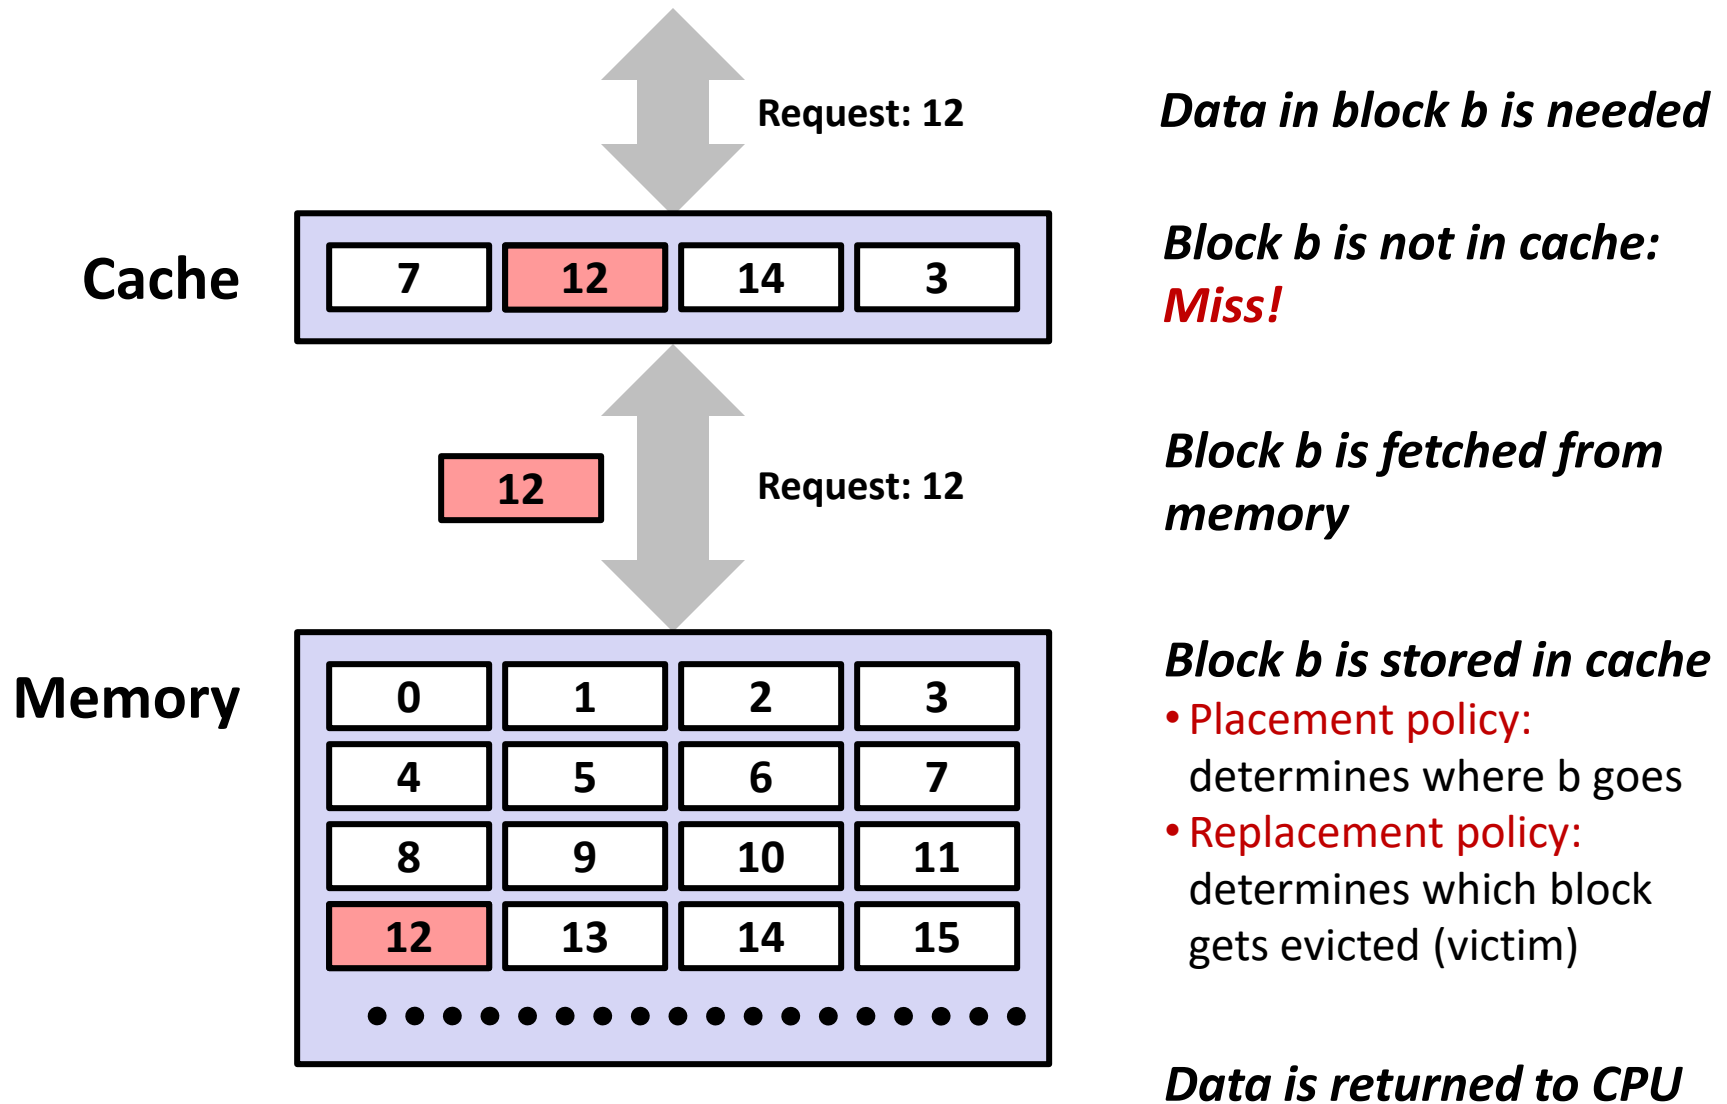 Request: 12
Data in block b is needed
Cache
7 12 14 3
Block b is not in cache:
Miss!
12
Request: 12
Block b is fetched from
memory
Memory
0 1 2 3
4 5 6 7
8 9 10 11
12 13 14 15
Block b is stored in cache
• Placement policy:
determines where b goes
• Replacement policy:
determines which block
gets evicted (victim)
Data is returned to CPU